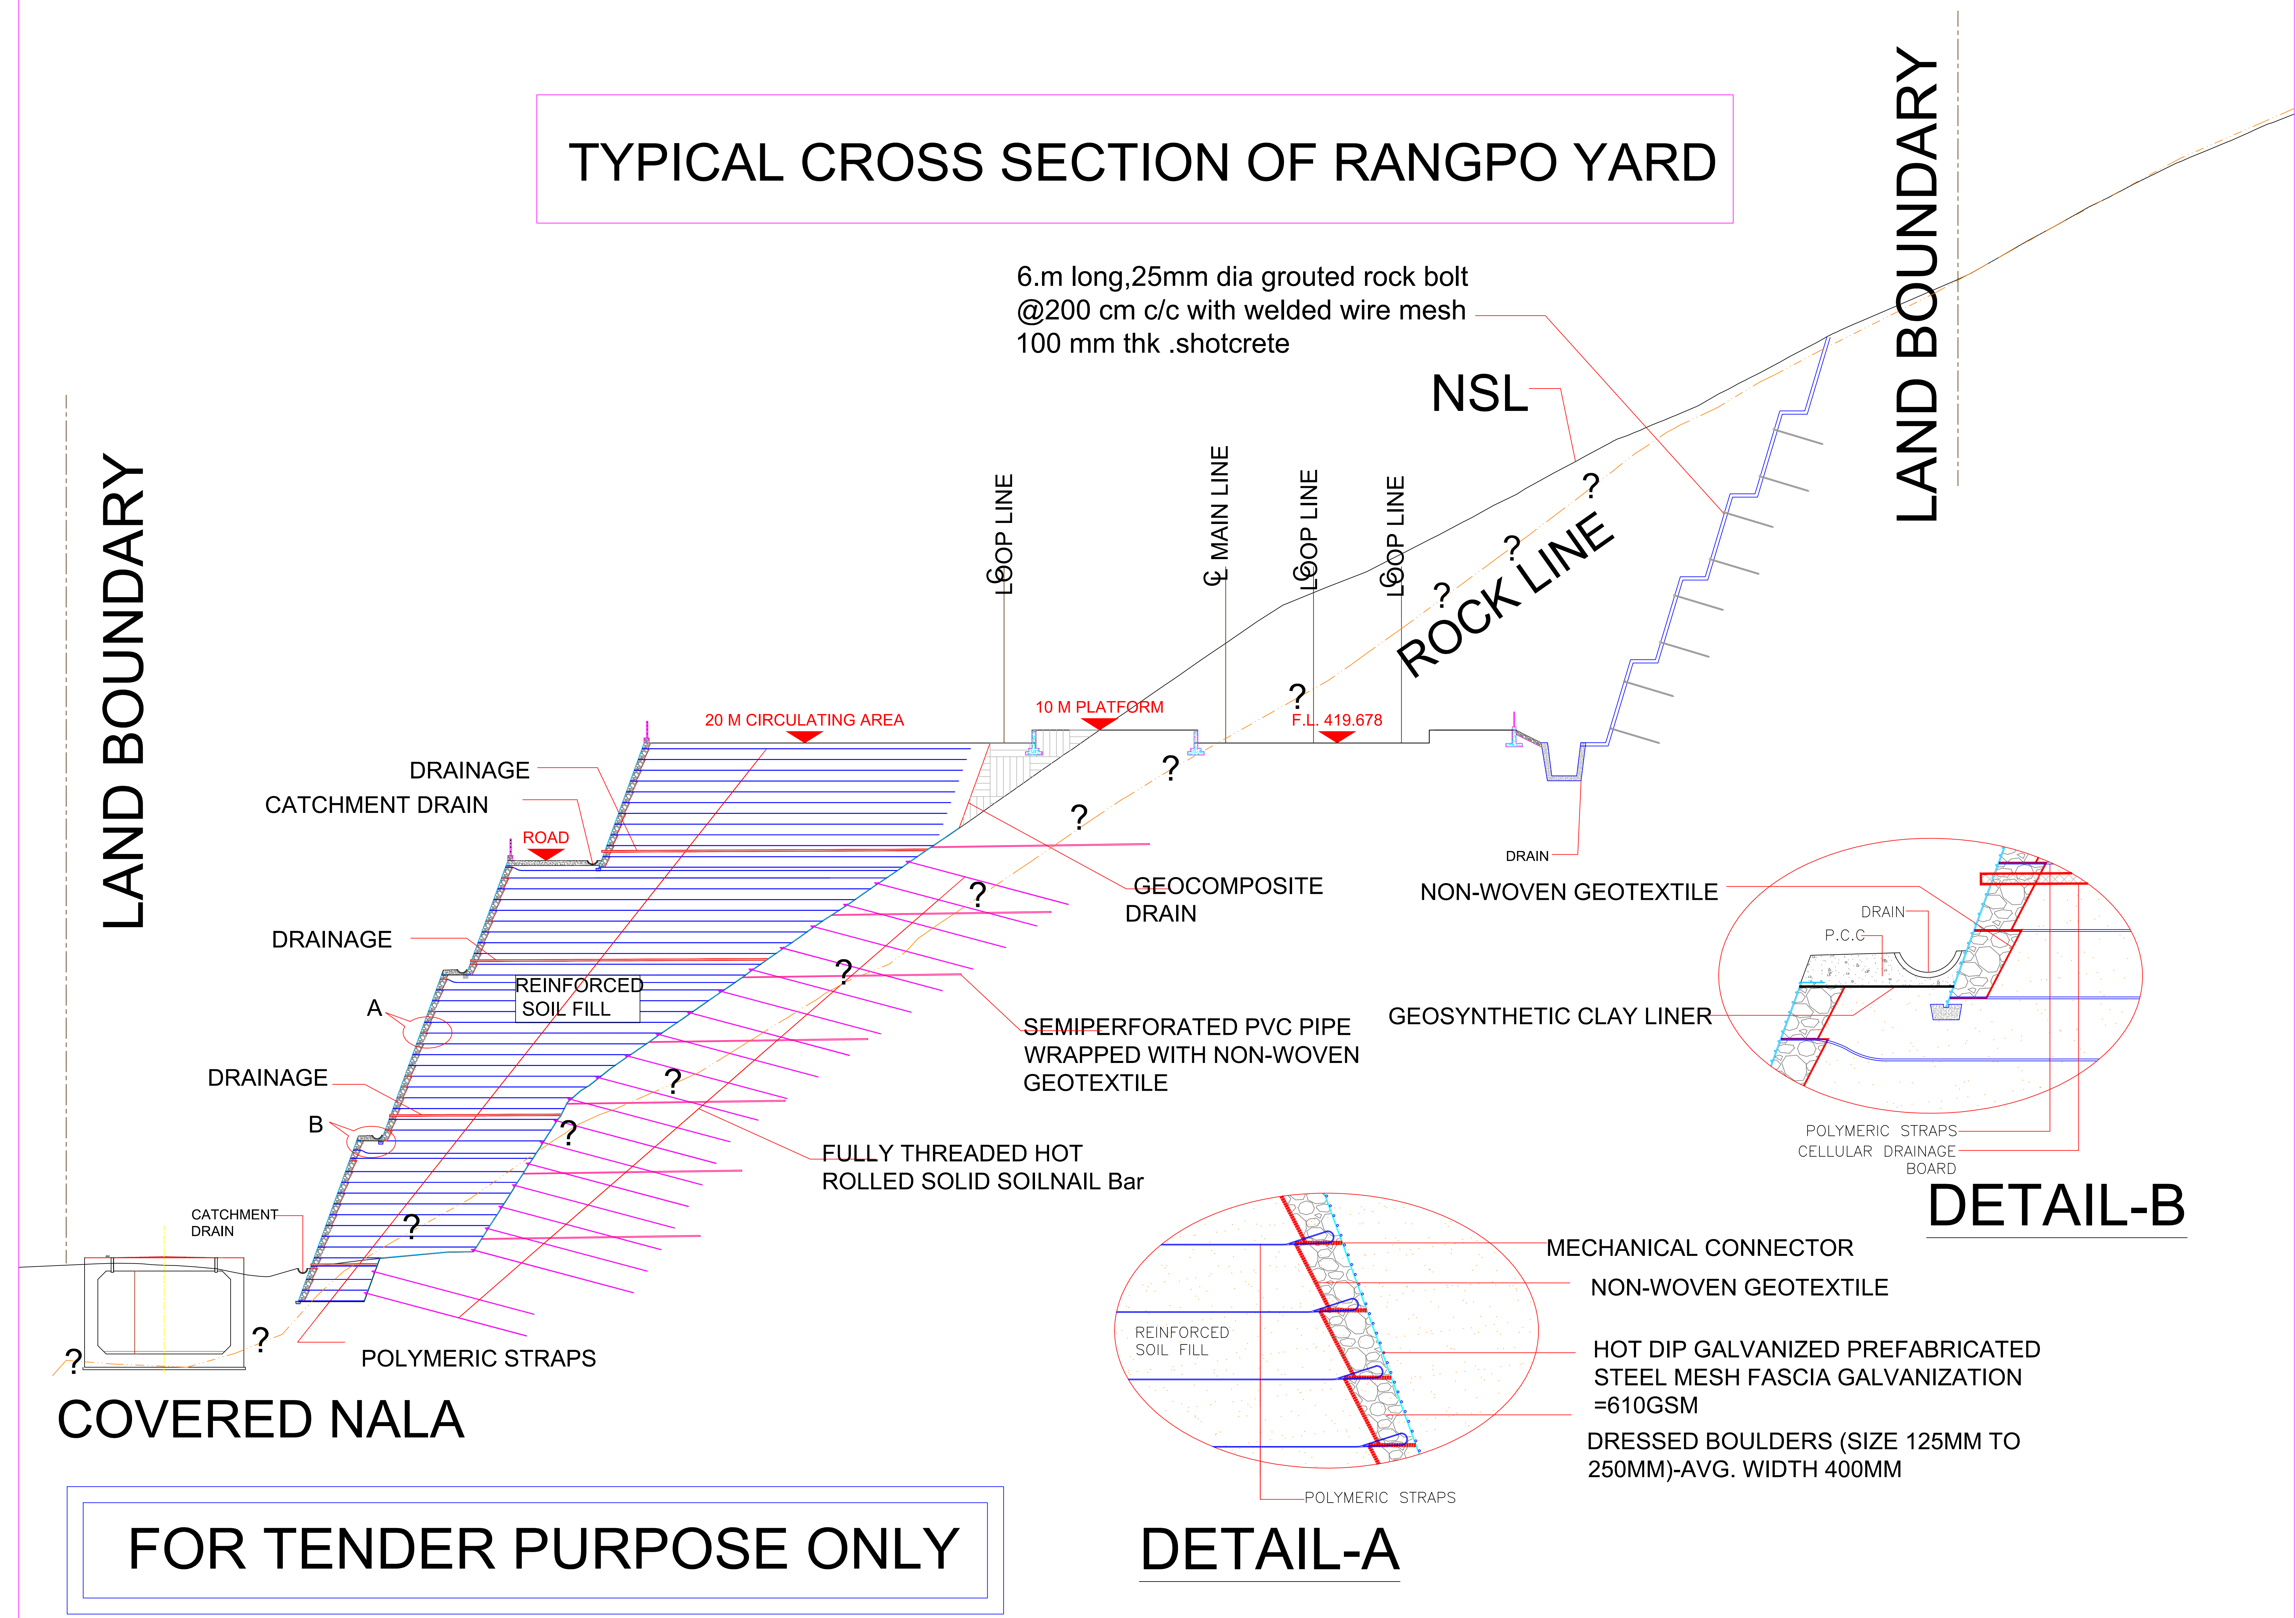 TYPICAL CROSS SECTION OF RANGPO YARD
LAND BOUNDARY
6.m long,25mm dia grouted rock bolt
@200 cm c/c with welded wire mesh
100 mm thk .shotcrete
NSL
LAND BOUNDARY
LOOP LINE
MAIN LINE
LOOP LINE
LOOP LINE
?
?
?
?
ROCK LINE
20 M CIRCULATING AREA
10 M PLATFORM
F.L. 419.678
DRAINAGE
CATCHMENT DRAIN
ROAD
?
?
?
?
?
?
?
?
?
DRAIN
GEOCOMPOSITE
DRAIN
NON-WOVEN GEOTEXTILE
DRAIN
P.C.C
GEOSYNTHETIC CLAY LINER
POLYMERIC STRAPS
CELLULAR DRAINAGE
BOARD
DETAIL-B
DRAINAGE
REINFORCED
SOIL FILL
A
SEMIPERFORATED PVC PIPE
WRAPPED WITH NON-WOVEN
GEOTEXTILE
DRAINAGE
B
FULLY THREADED HOT
ROLLED SOLID SOILNAIL Bar
CATCHMENT
DRAIN
POLYMERIC STRAPS
COVERED NALA
MECHANICAL CONNECTOR
NON-WOVEN GEOTEXTILE
REINFORCED
SOIL FILL
HOT DIP GALVANIZED PREFABRICATED
STEEL MESH FASCIA GALVANIZATION
=610GSM
DRESSED BOULDERS (SIZE 125MM TO
250MM)-AVG. WIDTH 400MM
POLYMERIC STRAPS
DETAIL-A
FOR TENDER PURPOSE ONLY